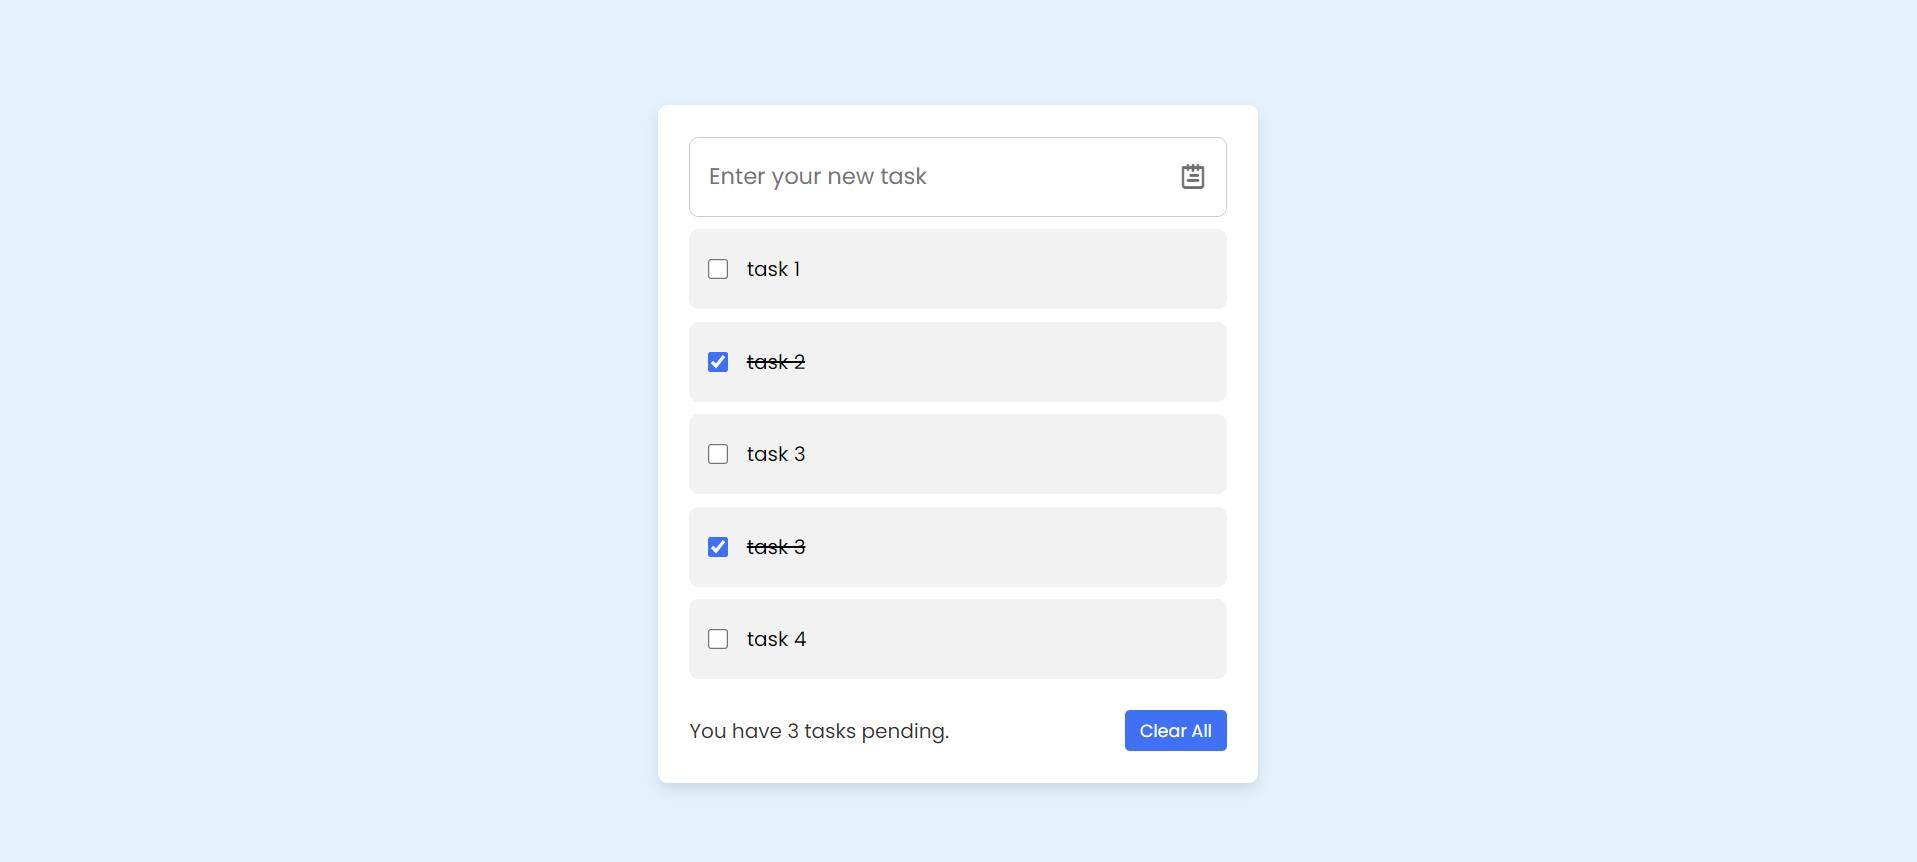 Enter your new task
task 1
task 2
task 3
task 3
task 4
You have 3 tasks pending.
Clear All